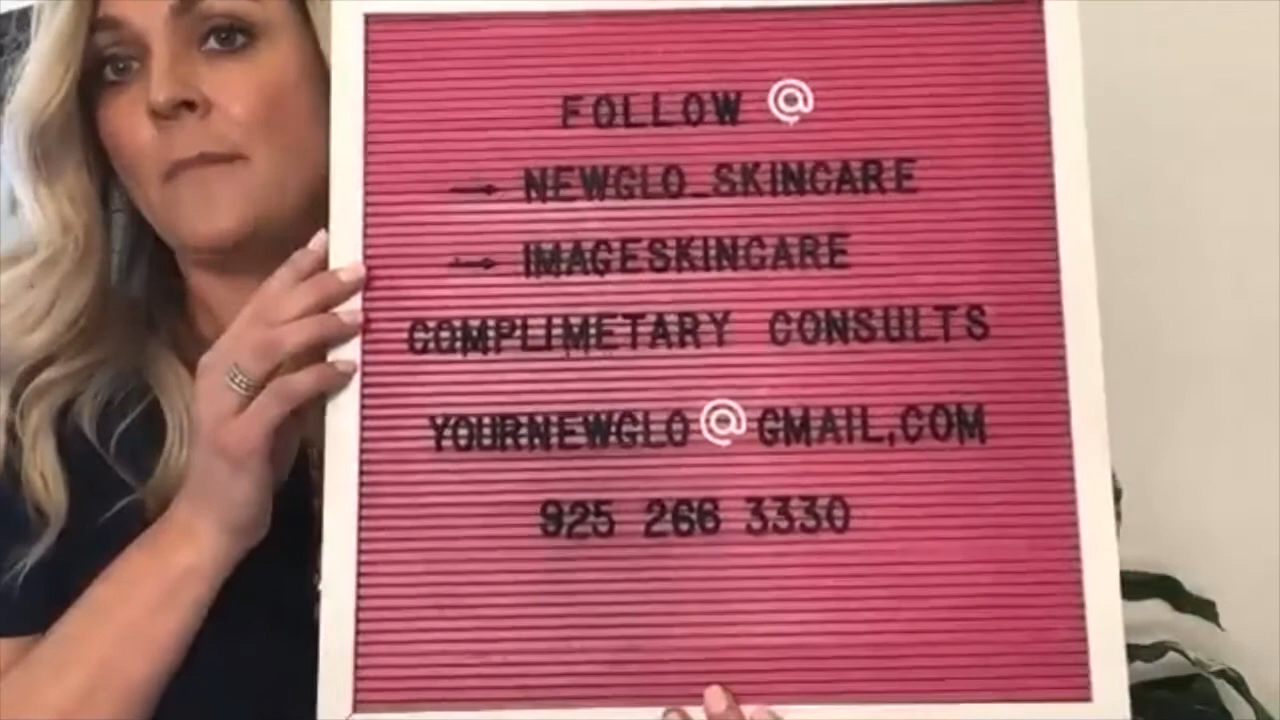 FOLLOW @
→ NEWGLO_SKINCARE
→ IMAGESKINCARE
COMPLIMETARY CONSULTS
YOURNEWGLO@GMAIL,COM
925 266 3330